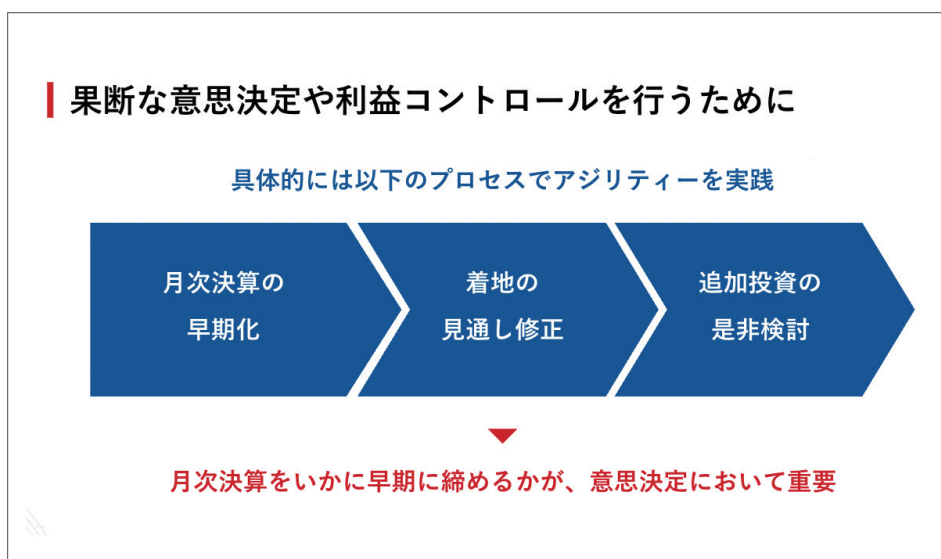 果断な意思決定や利益コントロールを行うために
具体的には以下のプロセスでアジリティーを実践
月次決算の
早期化
着地の
見通し修正
追加投資の
是非検討
月次決算をいかに早期に締めるかが、意思決定において重要